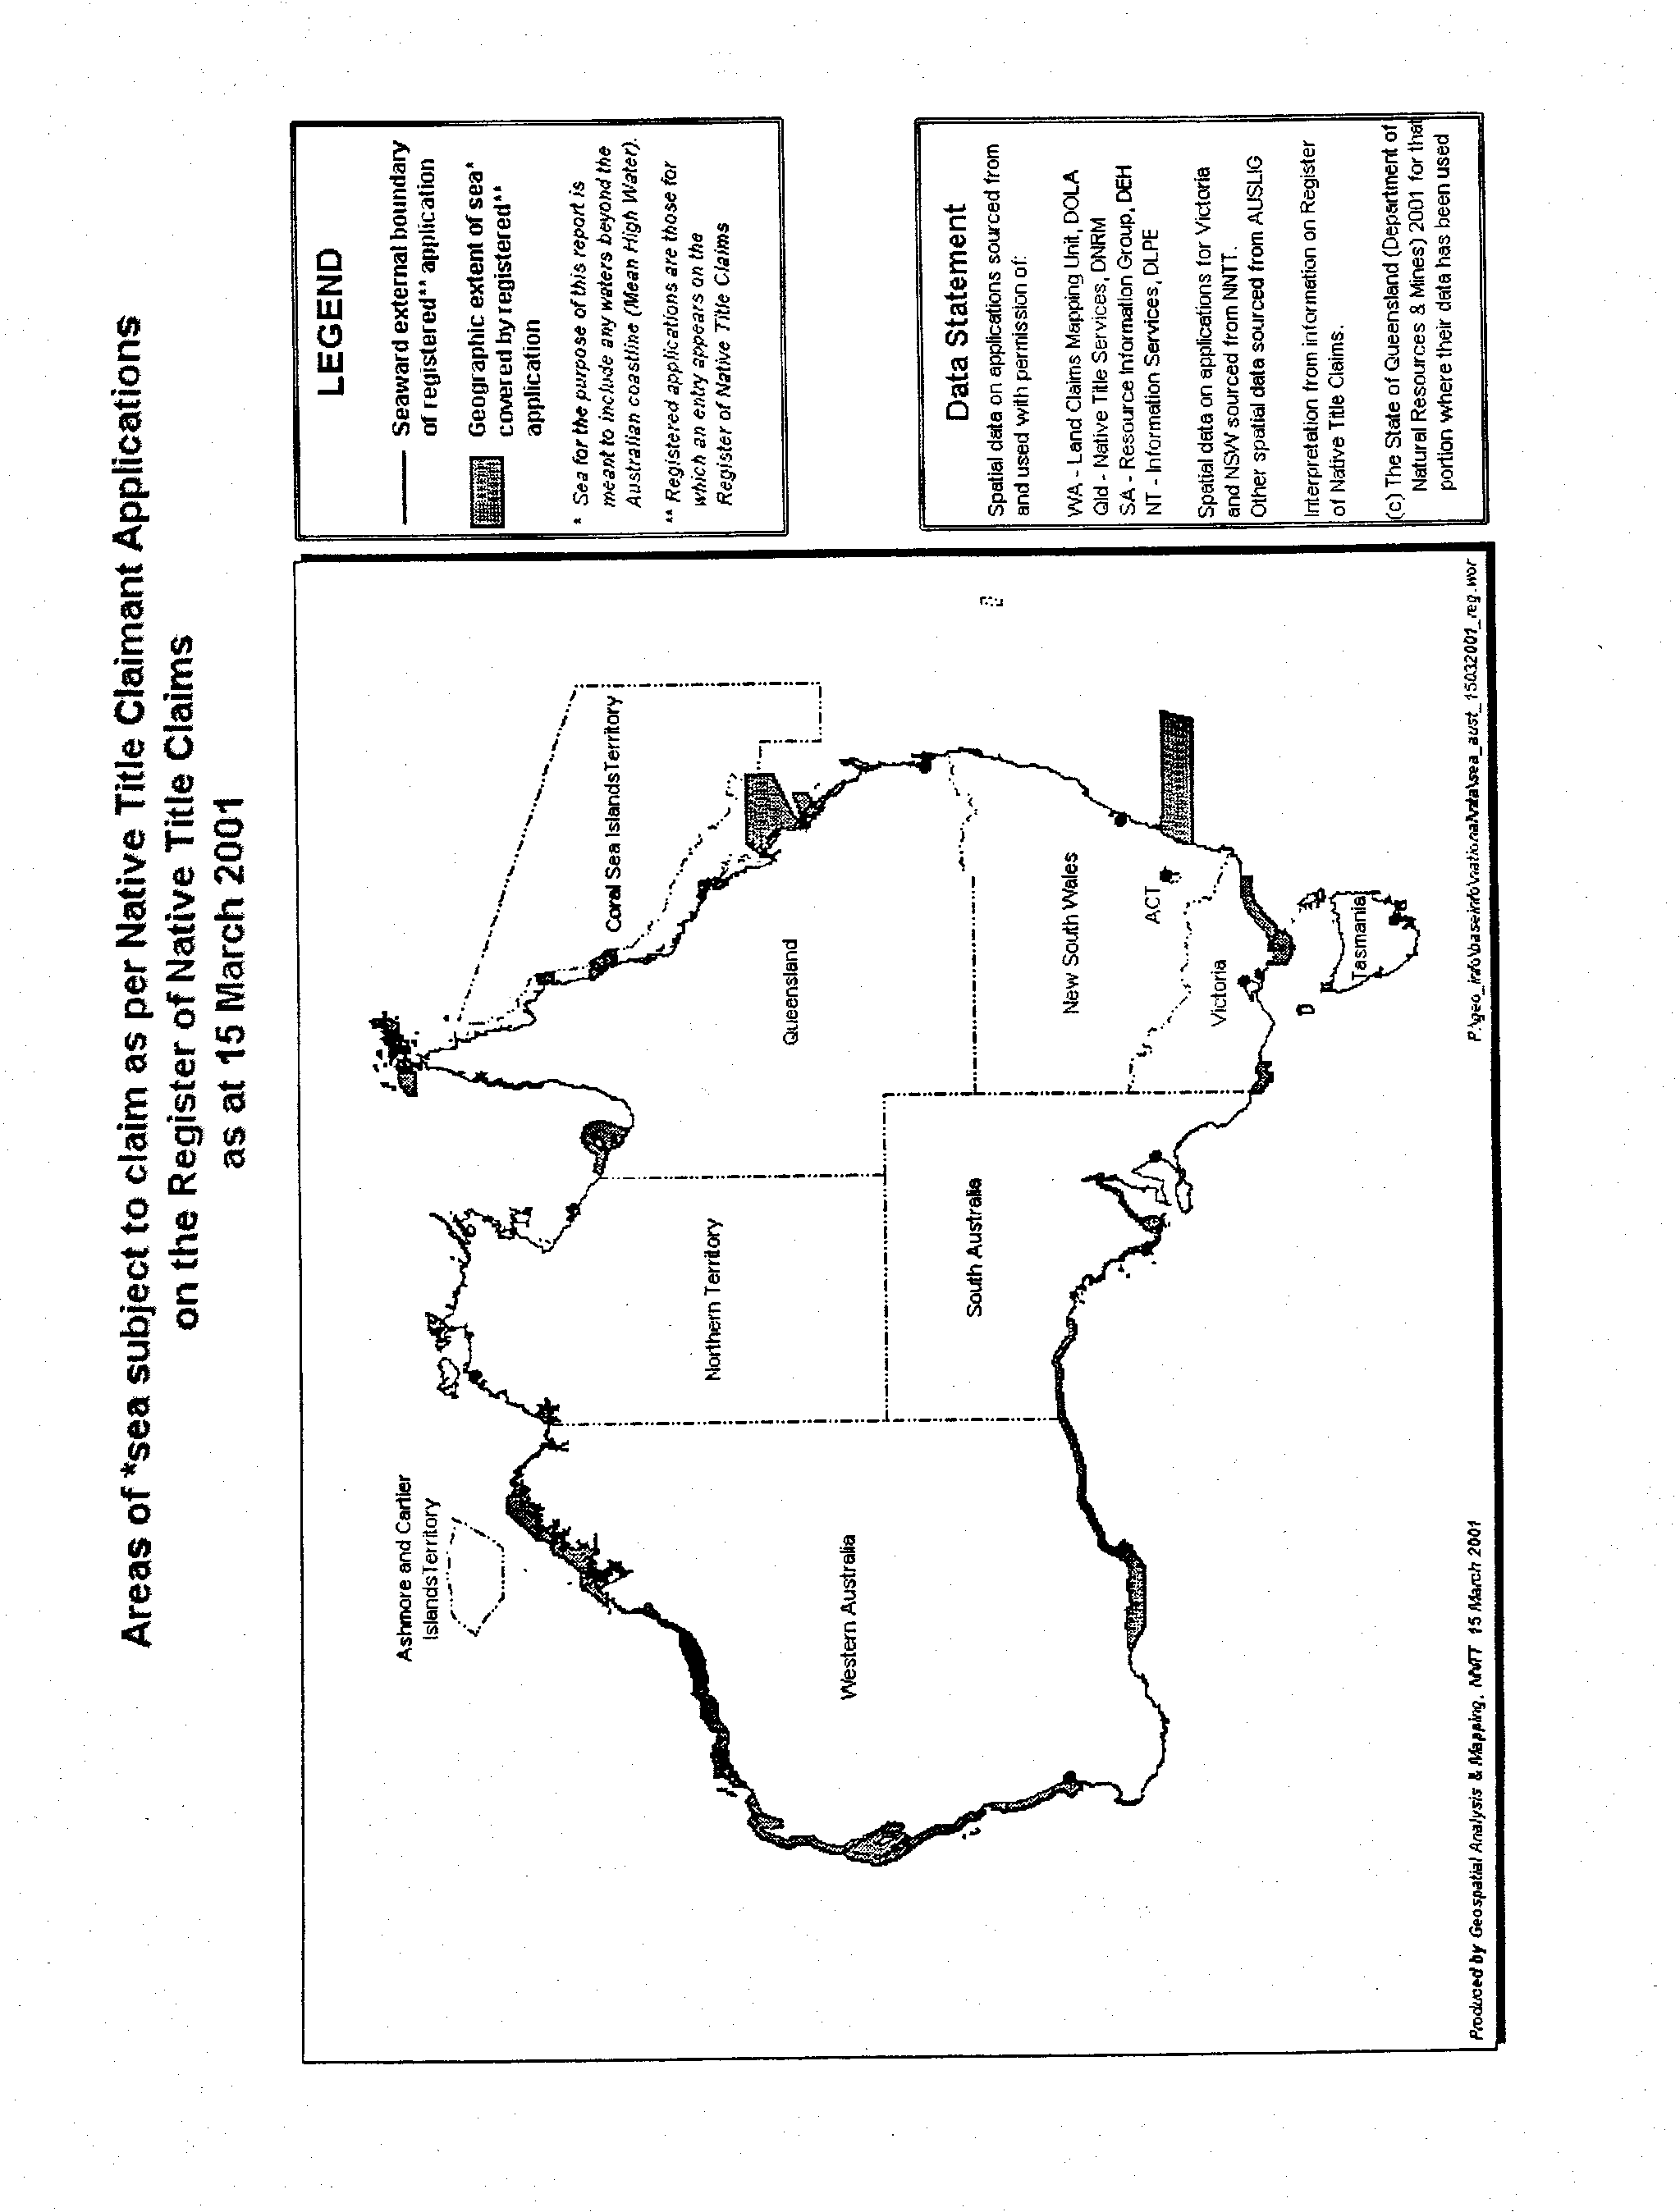 Areas of *sea subject to claim as per Native Title Claimant Applications
on the Register of Native Title Claims
as at 15 March 2001
LEGEND
Seaward external boundary
of registered** application
Geographic extent of sea*
covered by registered**
application
* Sea for the purpose of this report is
meant to include any waters beyond the
Australian coastline (Mean High Water).
** Registered applications are those for
which an entry appears on the
Register of Native Title Claims
Data Statement
Spatial data on applications sourced from
and used with permission of:
WA - Land Claims Mapping Unit, DOLA
Qld - Native Title Services, DNRM
SA - Resource Information Group, DEH
NT - Information Services, DLPE
Spatial data on applications for Victoria
and NSW sourced from NNTT.
Other spatial data sourced from AUSLIG
Interpretation from information on Register
of Native Title Claims.
(c) The State of Queensland (Department of
Natural Resources & Mines) 2001 for that
portion where their data has been used
Ashmore and Cartier
Islands Territory
Coral Sea Islands Territory
Northern Territory
Queensland
Western Australia
South Australia
New South Wales
ACT
Victoria
Tasmania
Produced by Geospatial Analysis & Mapping, NNTT 15 March 2001
P:\geo_info\baseinfo\national\nta\sea_aust_15032001_reg.wor